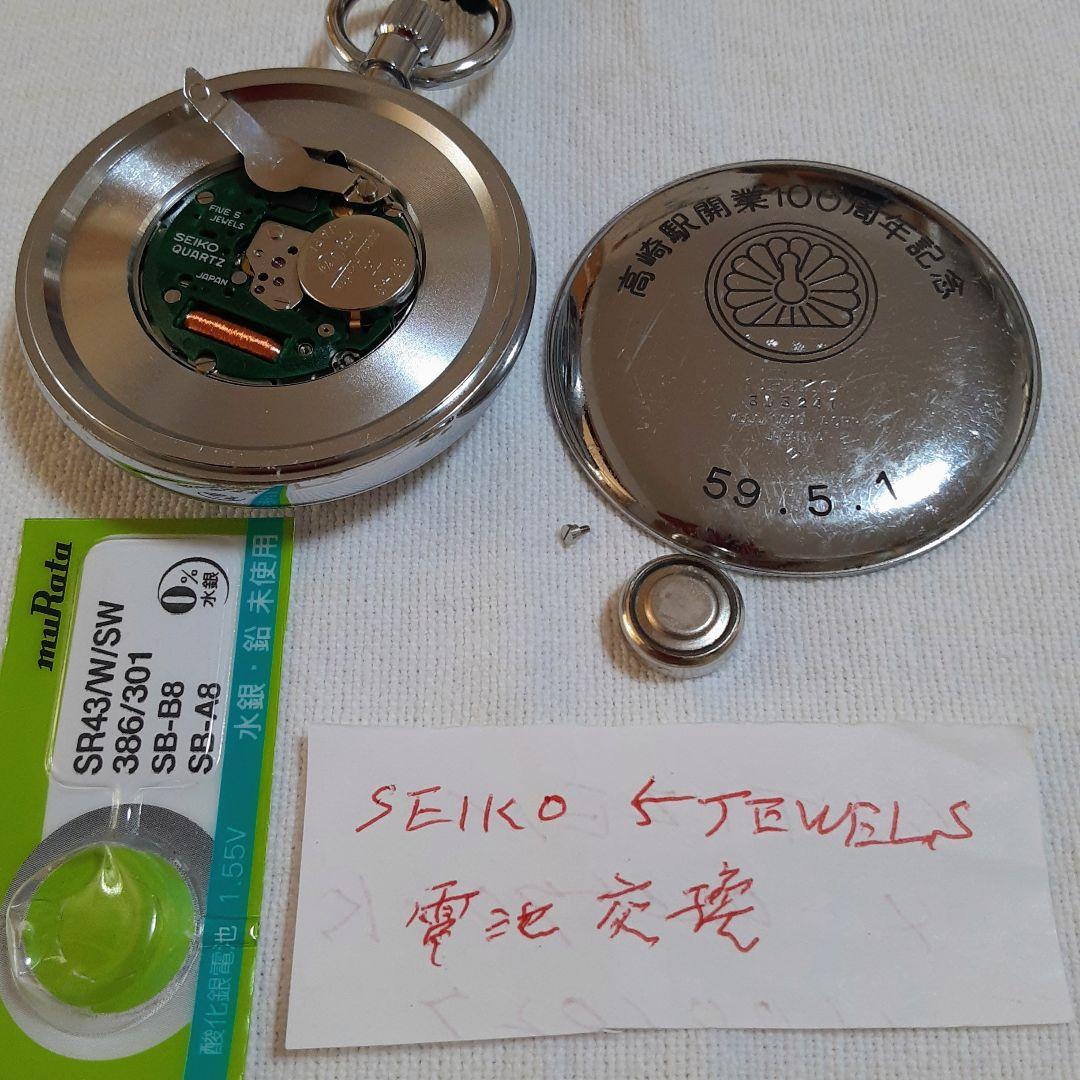 FIVE 5
JEWELS
SEIKO
QUARTZ
JAPAN
高崎駅開業100周年記念
SEIKO
59.5.1
muRata
SR43/W/SW
386/301
SB-B8
SB-A8
0%
水銀
水銀・鉛 未使用
酸化銀電池 1.55V
SEIKO 5 JEWELS
電池交換